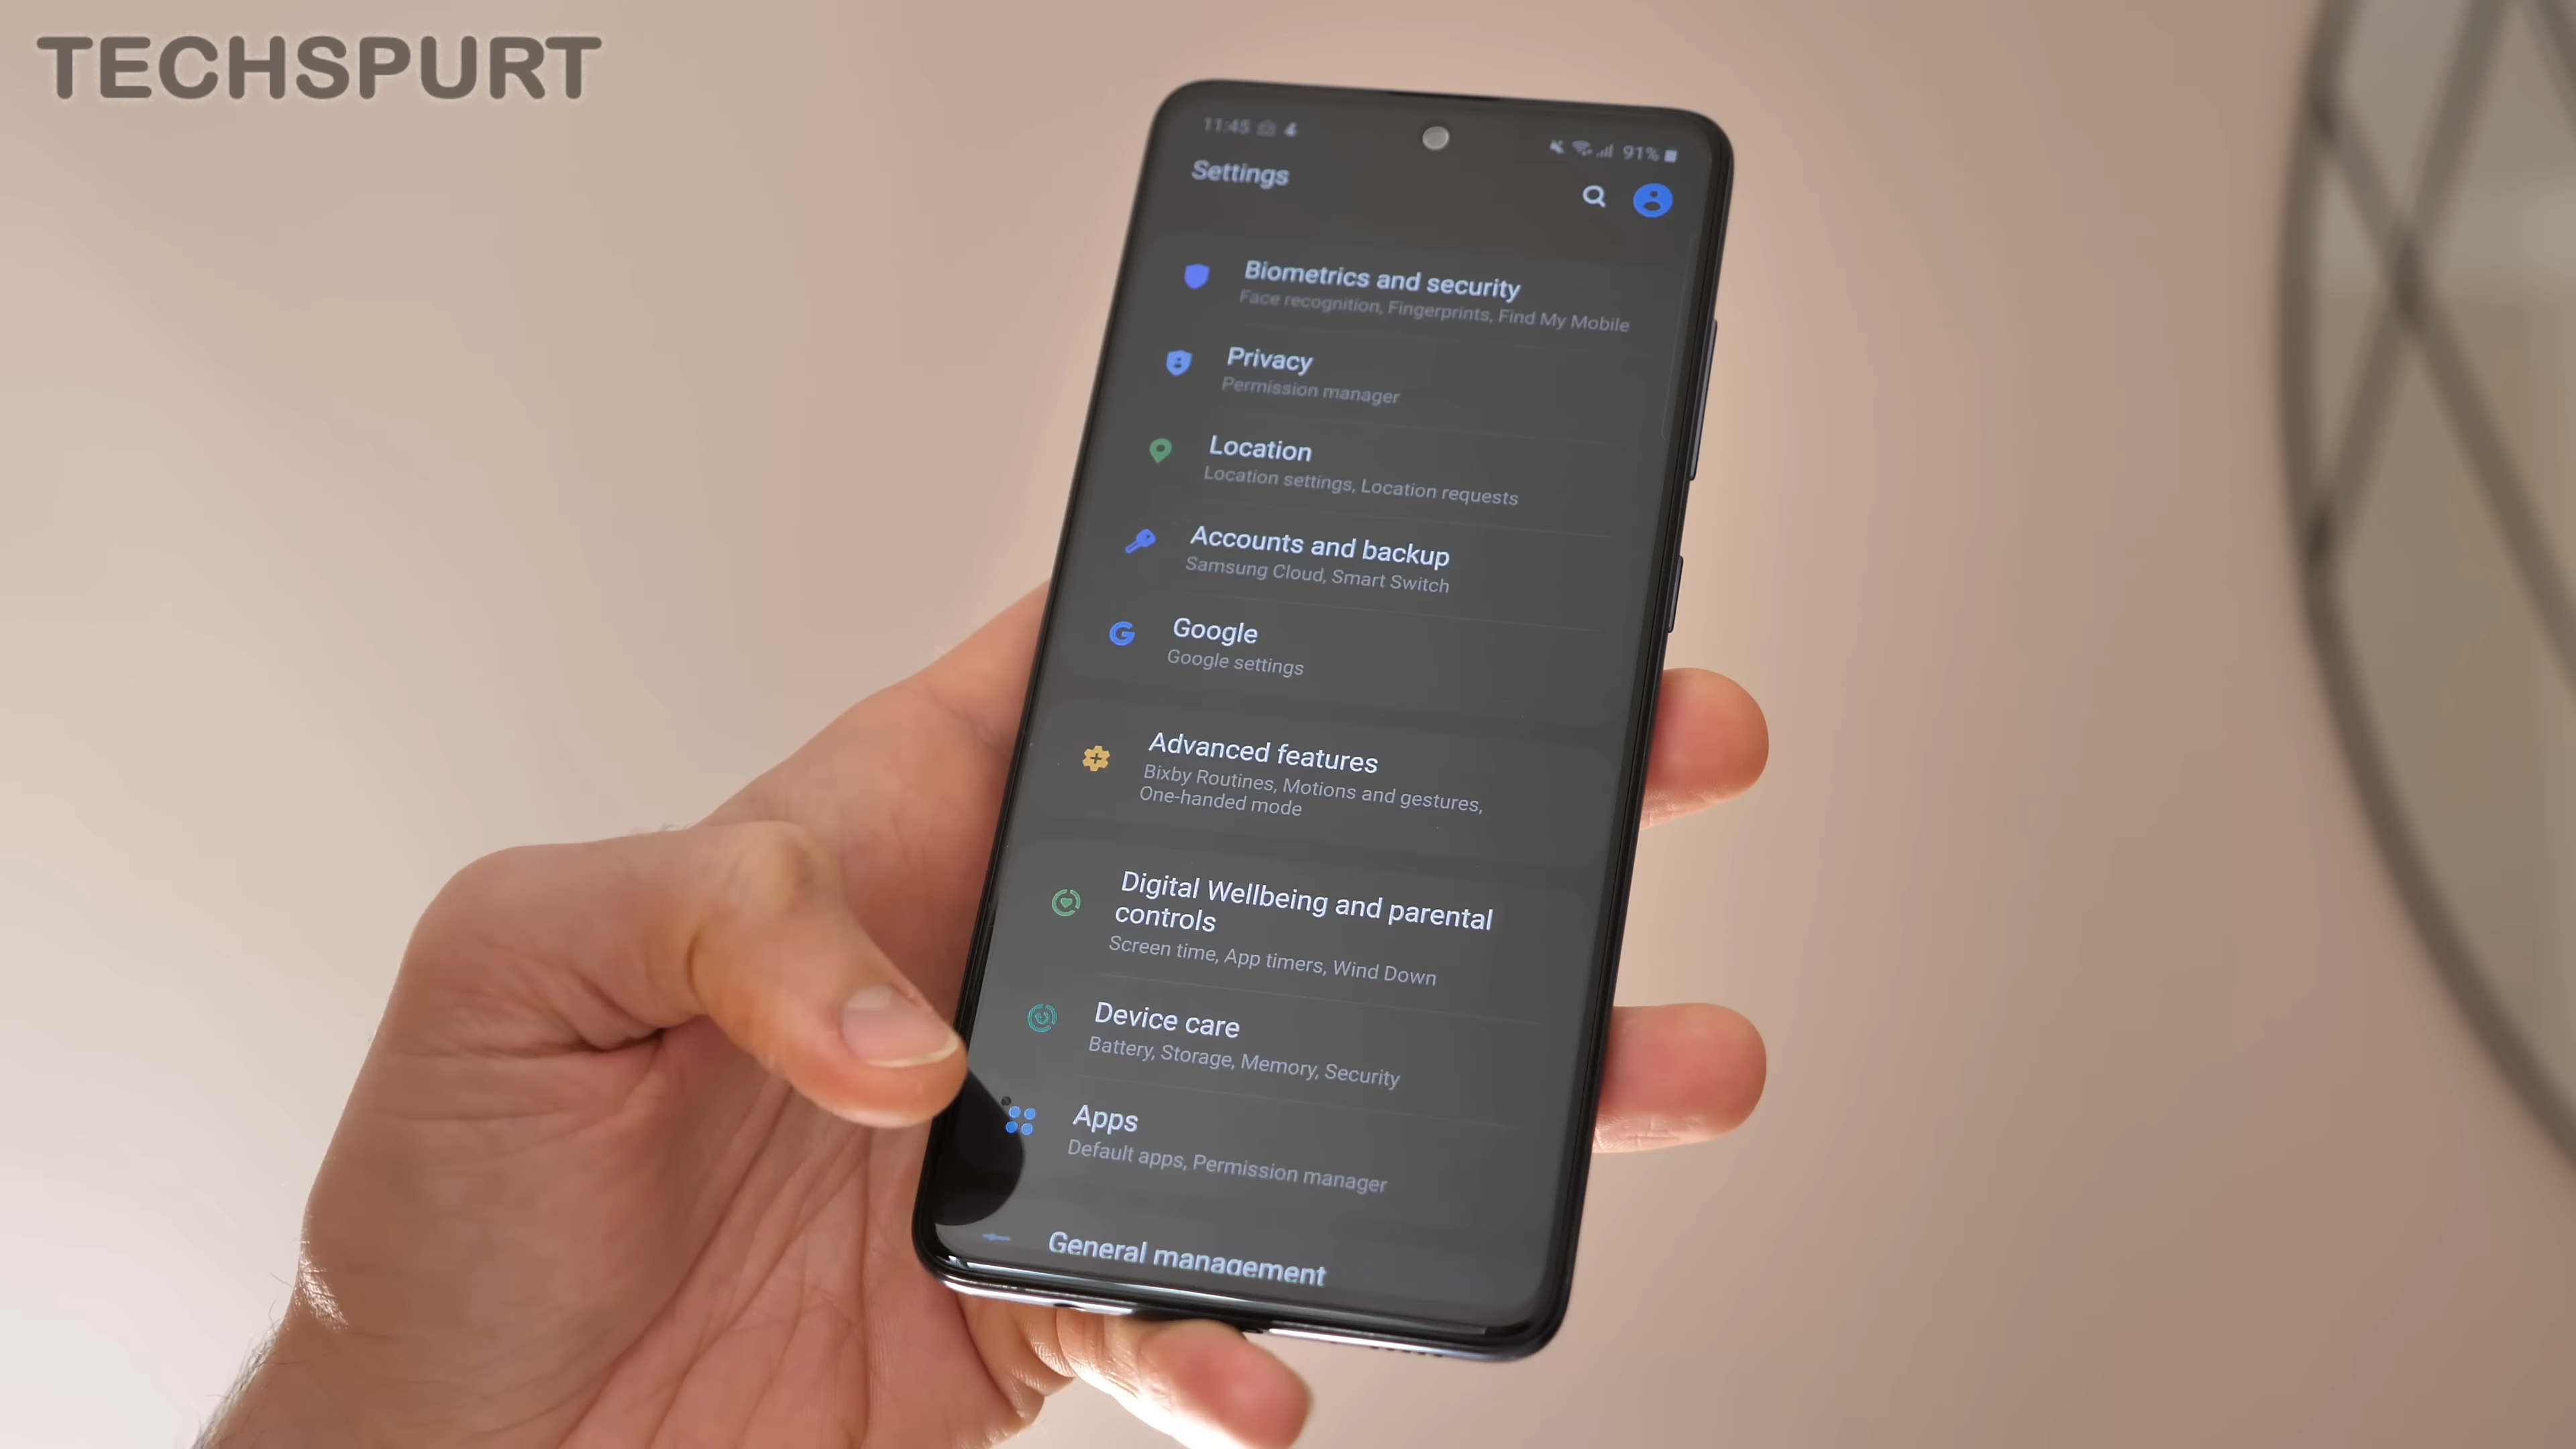 TECHSPURT
11:45
91%
Settings
Biometrics and security
Face recognition, Fingerprints, Find My Mobile
Privacy
Permission manager
Location
Location settings, Location requests
Accounts and backup
Samsung Cloud, Smart Switch
Google
Google settings
Advanced features
Bixby Routines, Motions and gestures,
One-handed mode
Digital Wellbeing and parental
controls
Screen time, App timers, Wind Down
Device care
Battery, Storage, Memory, Security
Apps
Default apps, Permission manager
General management